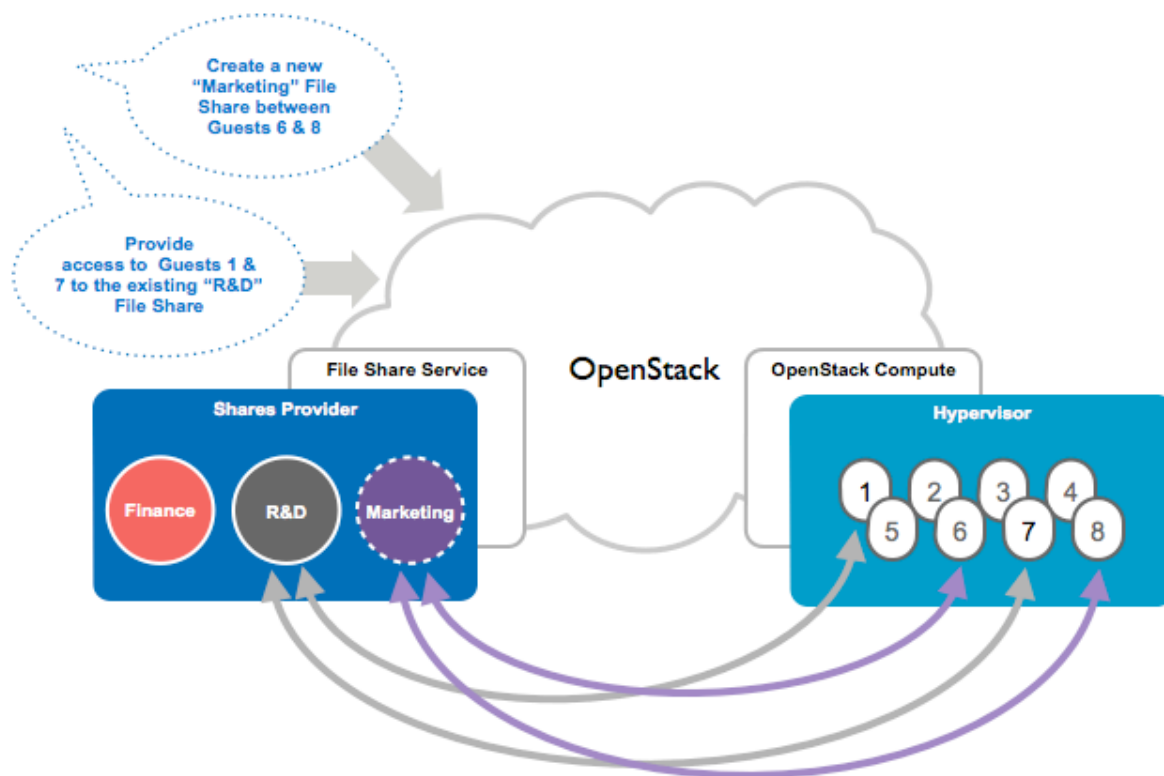 Create a new
“Marketing” File
Share between
Guests 6 & 8
Provide
access to Guests 1 &
7 to the existing “R&D”
File Share
File Share Service
OpenStack
OpenStack Compute
Shares Provider
Hypervisor
Finance
R&D
Marketing
1
2
3
4
5
6
7
8